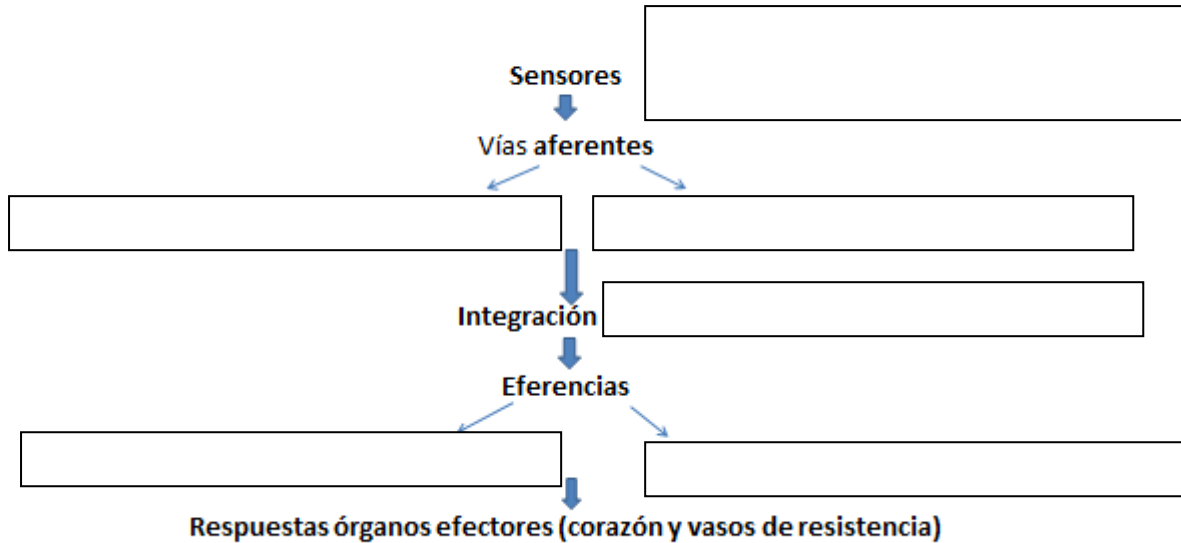 Sensores
Vías aferentes
Integración
Eferencias
Respuestas órganos efectores (corazón y vasos de resistencia)